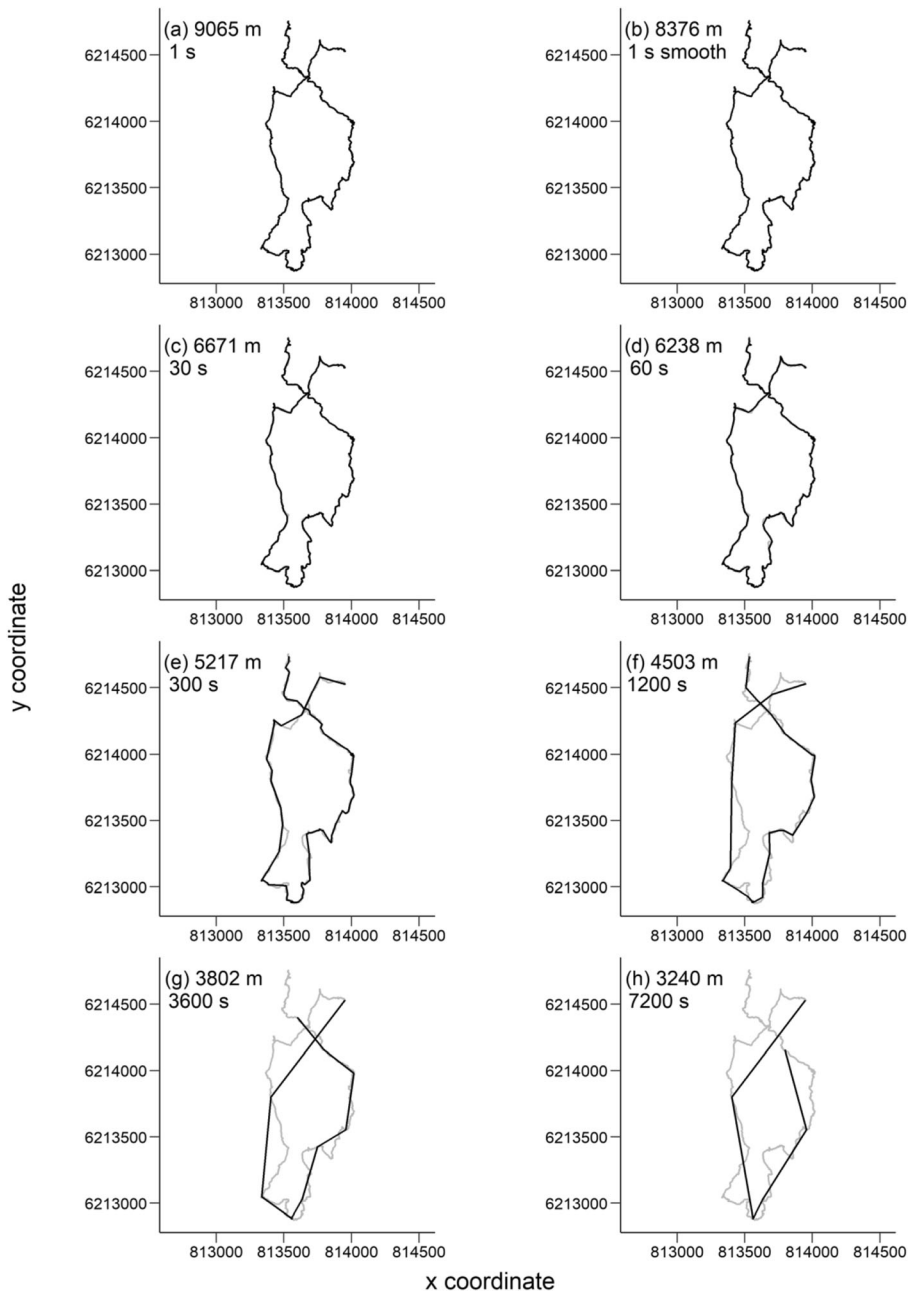 (a) 9065 m
1 s
6214500
6214000
6213500
6213000
813000 813500 814000 814500
(b) 8376 m
1 s smooth
6214500
6214000
6213500
6213000
813000 813500 814000 814500
(c) 6671 m
30 s
6214500
6214000
6213500
6213000
813000 813500 814000 814500
(d) 6238 m
60 s
6214500
6214000
6213500
6213000
813000 813500 814000 814500
(e) 5217 m
300 s
6214500
6214000
6213500
6213000
813000 813500 814000 814500
(f) 4503 m
1200 s
6214500
6214000
6213500
6213000
813000 813500 814000 814500
(g) 3802 m
3600 s
6214500
6214000
6213500
6213000
813000 813500 814000 814500
(h) 3240 m
7200 s
6214500
6214000
6213500
6213000
813000 813500 814000 814500
y coordinate
x coordinate